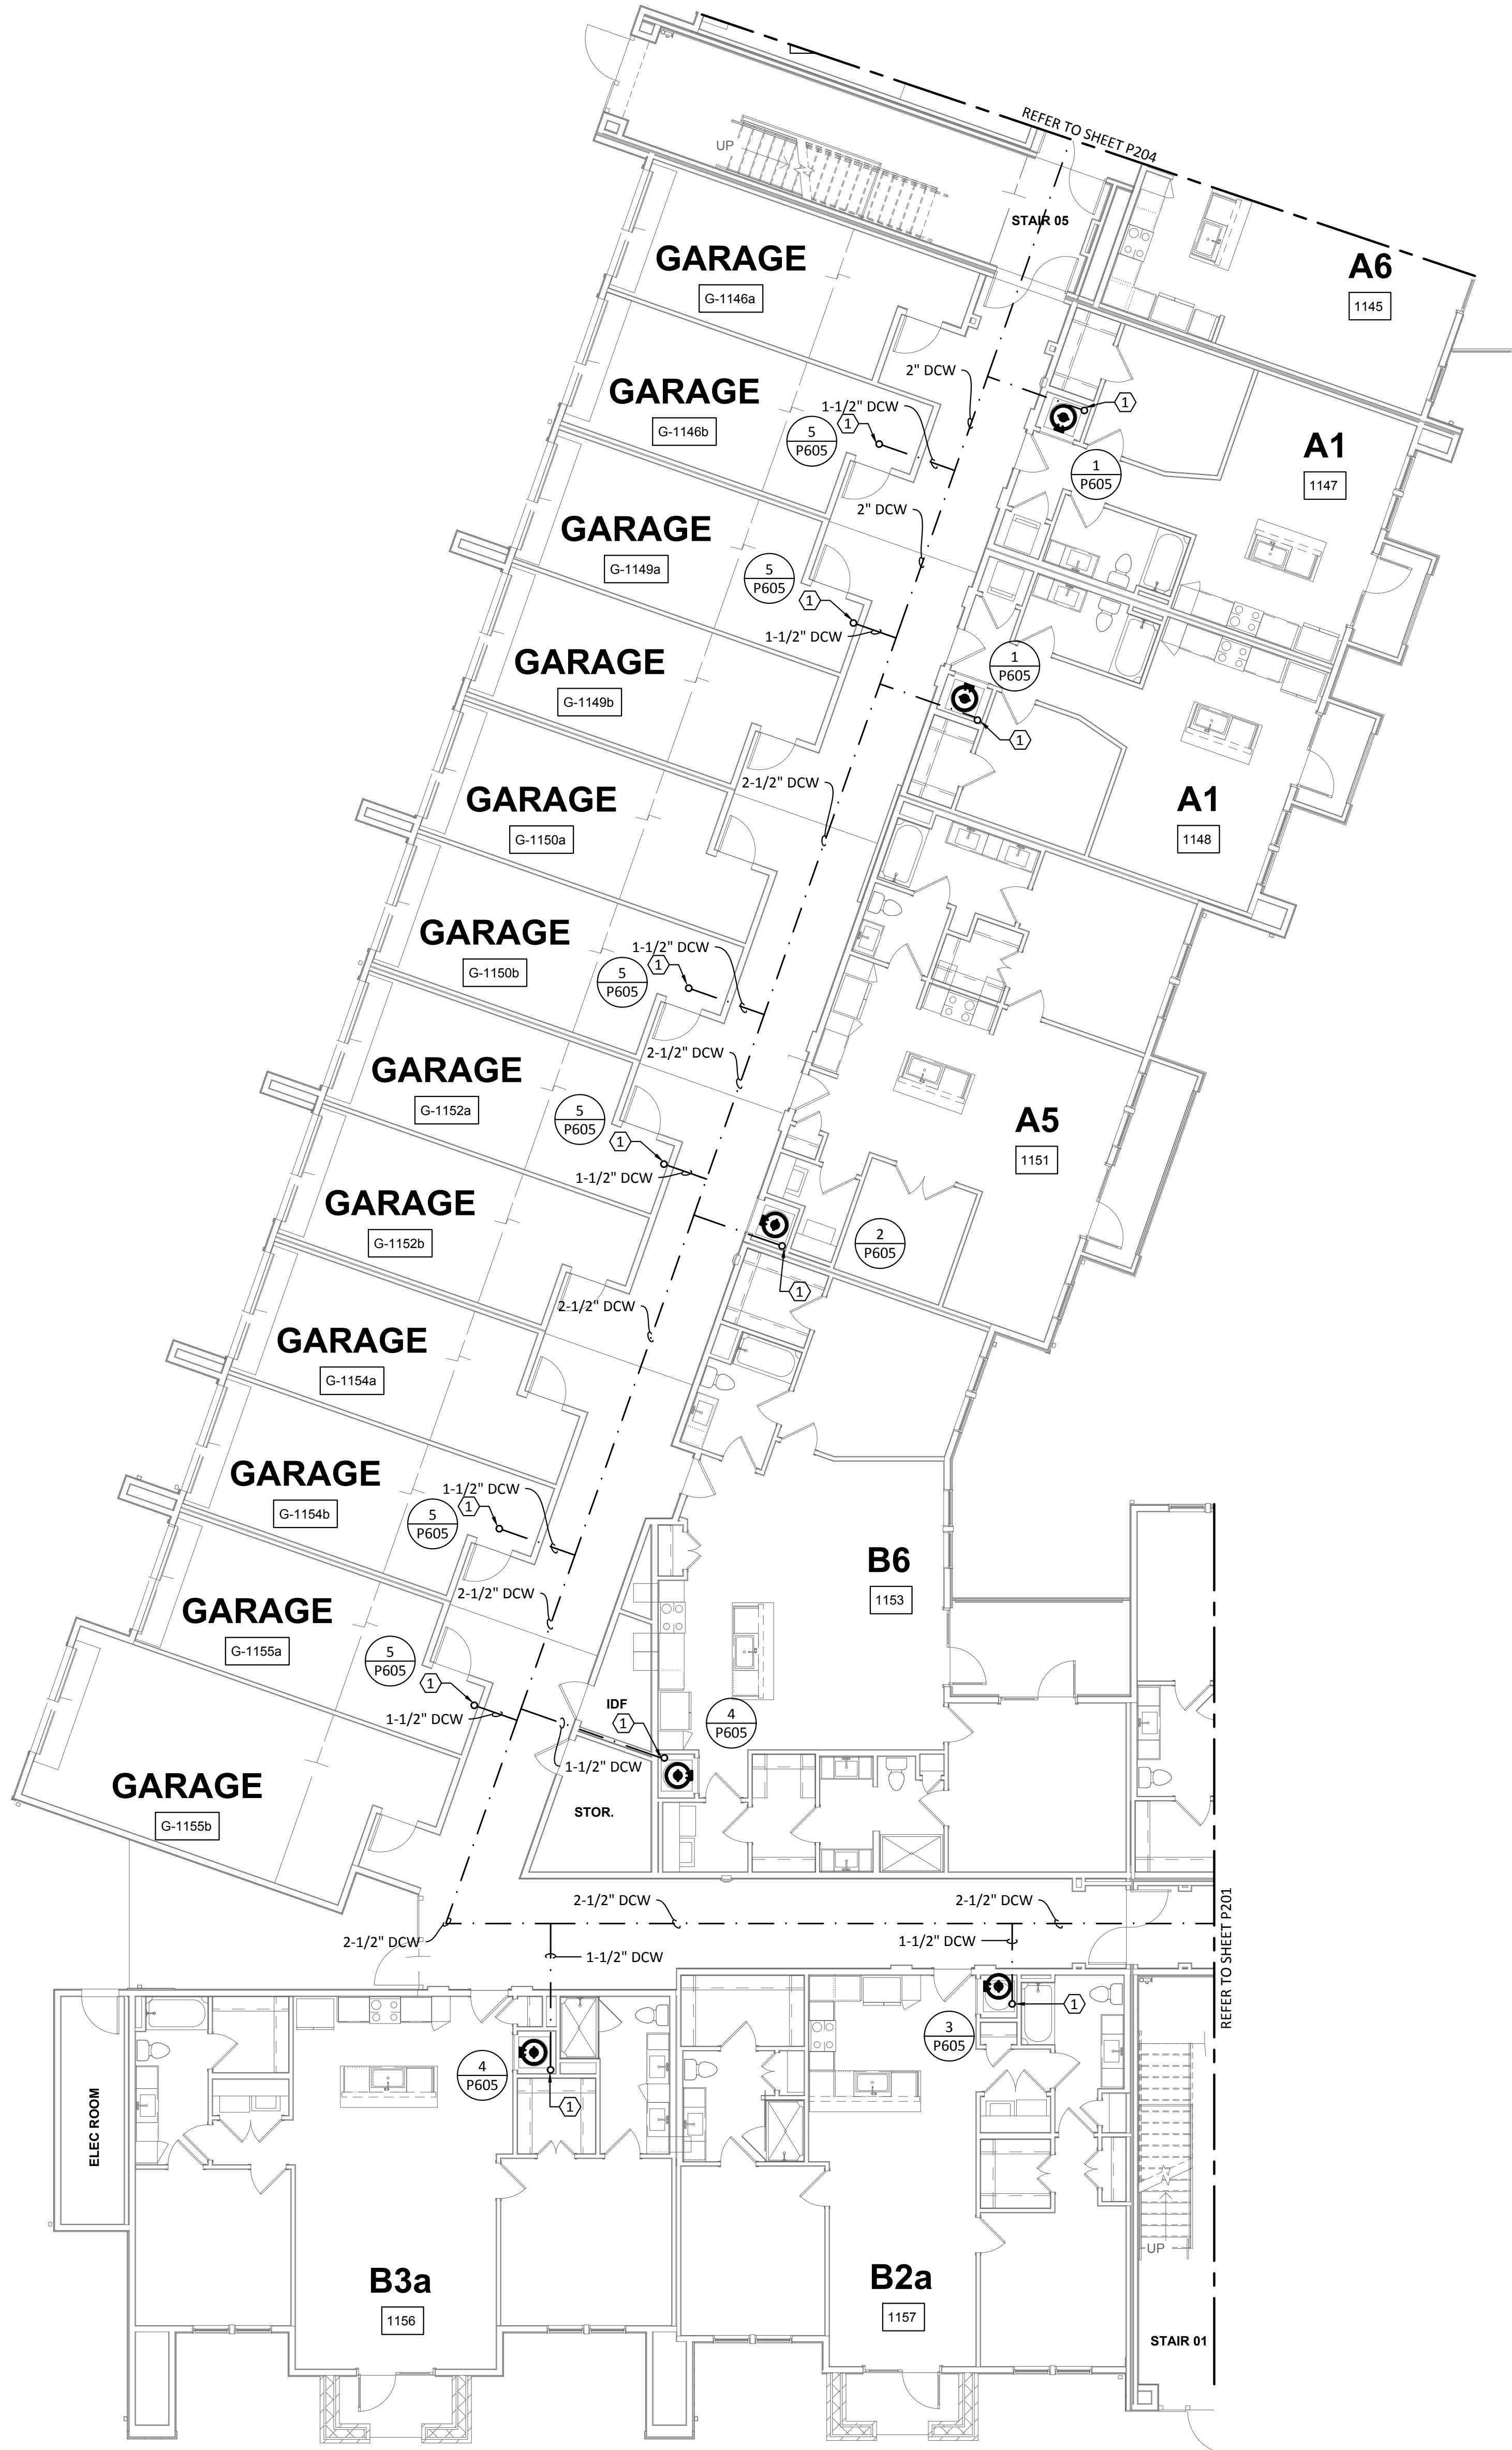 REFER TO SHEET P204
UP
STAIR 05
GARAGE
G-1146a
A6
1145
GARAGE
G-1146b
2" DCW
1-1/2" DCW
1
5
P605
1
1
P605
A1
1147
GARAGE
G-1149a
2" DCW
5
P605
1
1-1/2" DCW
GARAGE
G-1149b
1
P605
1
A1
1148
GARAGE
G-1150a
2-1/2" DCW
GARAGE
G-1150b
1-1/2" DCW
1
5
P605
2-1/2" DCW
GARAGE
G-1152a
5
P605
1
1-1/2" DCW
A5
1151
GARAGE
G-1152b
2
P605
1
2-1/2" DCW
GARAGE
G-1154a
GARAGE
G-1154b
1-1/2" DCW
1
5
P605
B6
1153
2-1/2" DCW
GARAGE
G-1155a
5
P605
1
1-1/2" DCW
IDF
1
4
P605
1-1/2" DCW
GARAGE
G-1155b
STOR.
2-1/2" DCW
2-1/2" DCW
2-1/2" DCW
1-1/2" DCW
1-1/2" DCW
REFER TO SHEET P201
1
3
P605
4
P605
1
ELEC ROOM
UP
B3a
1156
B2a
1157
STAIR 01